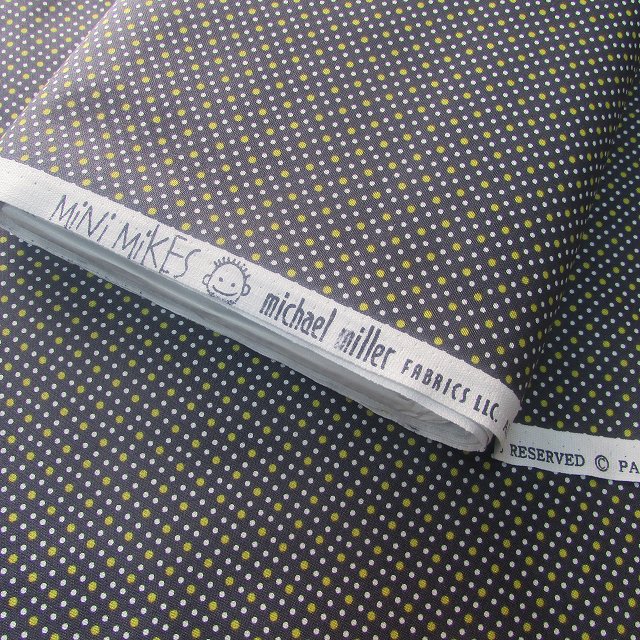 MiNi MiKES michael miller FABRICS LLC.
RESERVED © PA